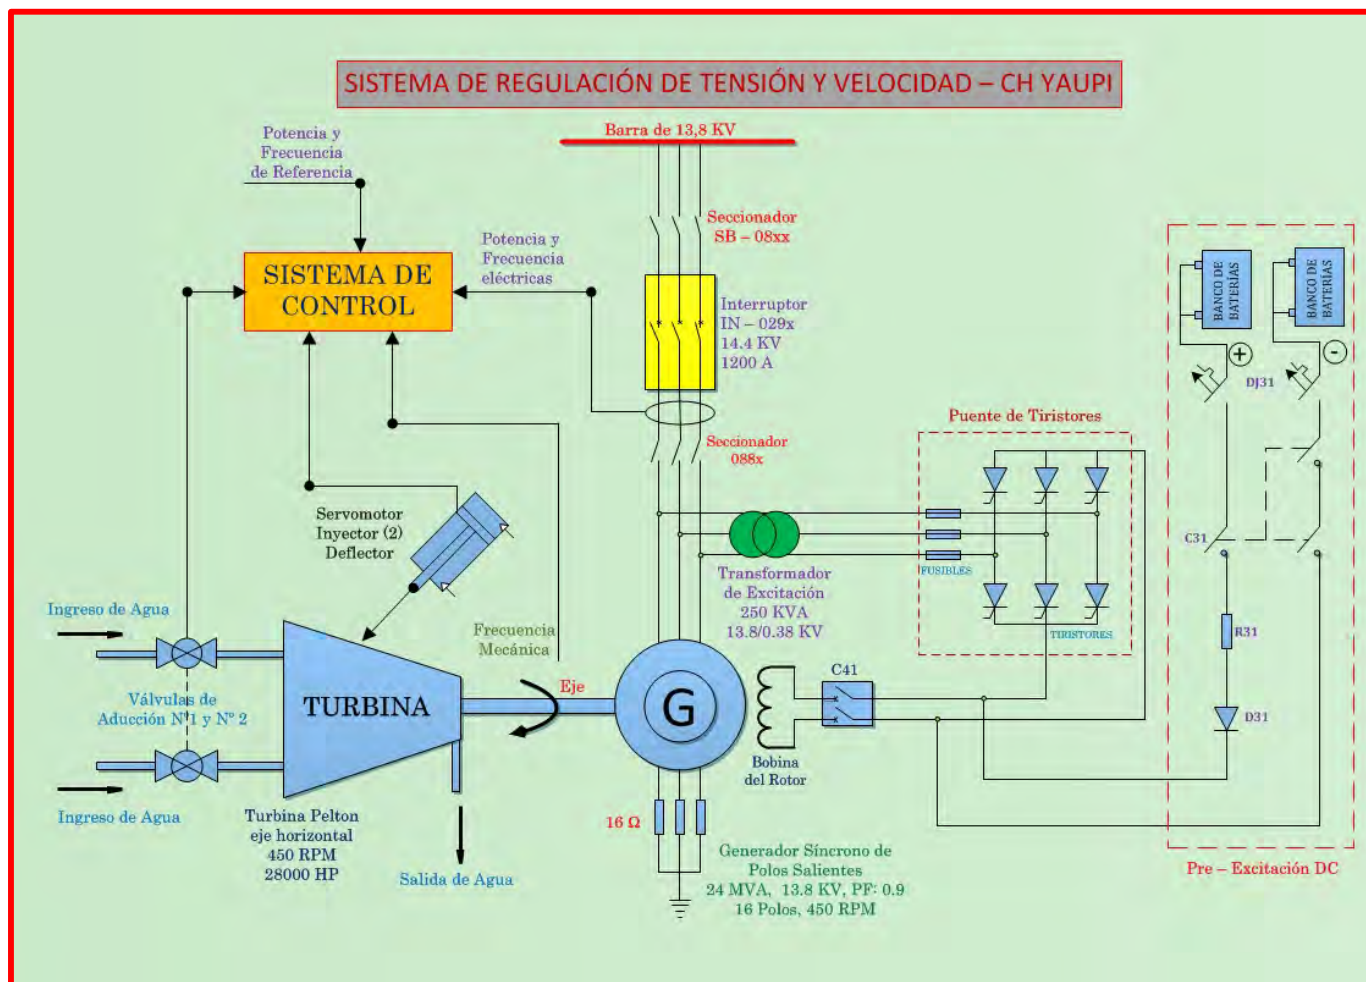 SISTEMA DE REGULACIÓN DE TENSIÓN Y VELOCIDAD – CH YAUPI
Barra de 13,8 KV
Potencia y
Frecuencia
de Referencia
Seccionador
SB – 08xx
Potencia y
Frecuencia
eléctricas
SISTEMA DE
CONTROL
Interruptor
IN – 029x
14.4 KV
1200 A
BANCO DE
BATERÍAS
BANCO DE
BATERÍAS
+
-
DJ31
Puente de Tiristores
Seccionador
088x
Servomotor
Inyector (2)
Deflector
C31
FUSIBLES
Transformador
de Excitación
250 KVA
13.8/0.38 KV
TIRISTORES
R31
Ingreso de Agua
Frecuencia
Mecánica
Eje
C41
Válvulas de
Aducción Nº1 y Nº 2
TURBINA
G
D31
Bobina
del Rotor
Ingreso de Agua
Turbina Pelton
eje horizontal
450 RPM
28000 HP
Salida de Agua
16 Ω
Generador Síncrono de
Polos Salientes
24 MVA, 13.8 KV, PF: 0.9
16 Polos, 450 RPM
Pre – Excitación DC